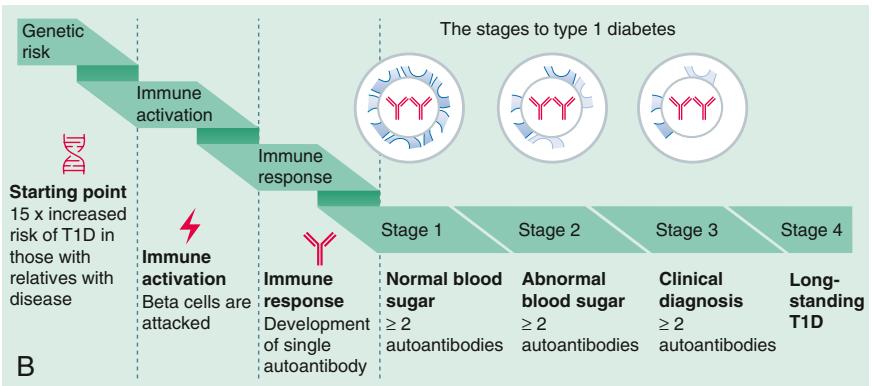 The stages to type 1 diabetes
Genetic
risk
Immune
activation
Immune
response
Stage 1
Stage 2
Stage 3
Stage 4
Starting point
15 x increased
risk of T1D in
those with
relatives with
disease
Immune
activation
Beta cells are
attacked
Immune
response
Development
of single
autoantibody
Normal blood
sugar
≥ 2
autoantibodies
Abnormal
blood sugar
≥ 2
autoantibodies
Clinical
diagnosis
≥ 2
autoantibodies
Long-
standing
T1D
B